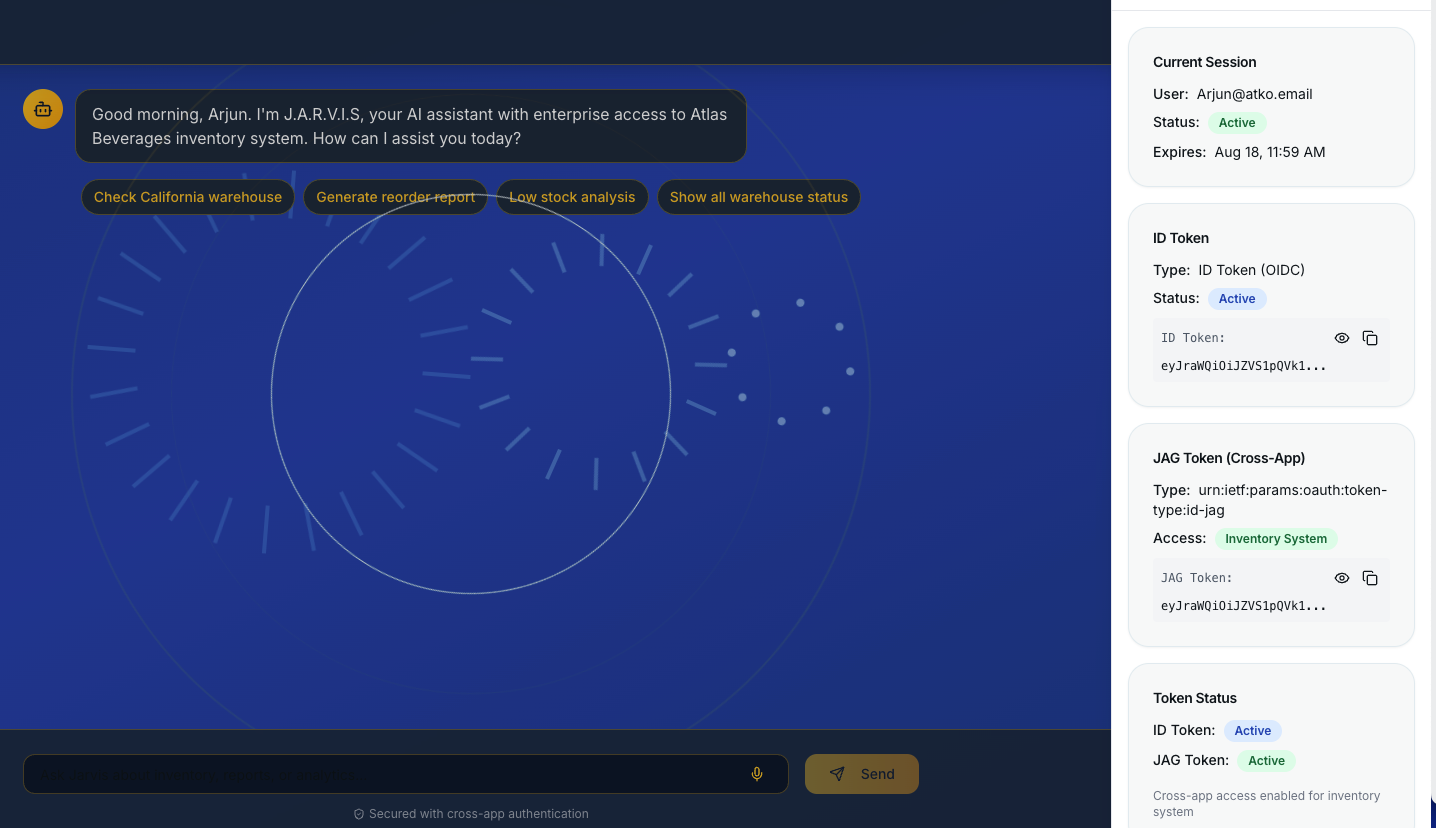 Good morning, Arjun. I'm J.A.R.V.I.S, your AI assistant with enterprise access to Atlas
Beverages inventory system. How can I assist you today?
Check California warehouse
Generate reorder report
Low stock analysis
Show all warehouse status
Send
Secured with cross-app authentication
Current Session
User: Arjun@atko.email
Status: Active
Expires: Aug 18, 11:59 AM
ID Token
Type: ID Token (OIDC)
Status: Active
ID Token:
eyJraWQiOiJZVS1pQVk1...
JAG Token (Cross-App)
Type: urn:ietf:params:oauth:token-
type:id-jag
Access: Inventory System
JAG Token:
eyJraWQiOiJZVS1pQVk1...
Token Status
ID Token: Active
JAG Token: Active
Cross-app access enabled for inventory
system